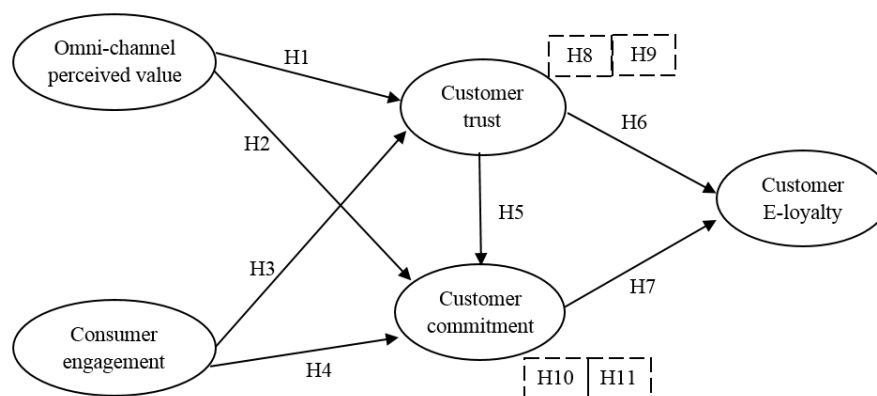 Omni-channel
perceived value
H1
H8
H9
Customer
trust
H2
H6
Customer
E-loyalty
H5
H3
Customer
commitment
H7
Consumer
engagement
H4
H10
H11